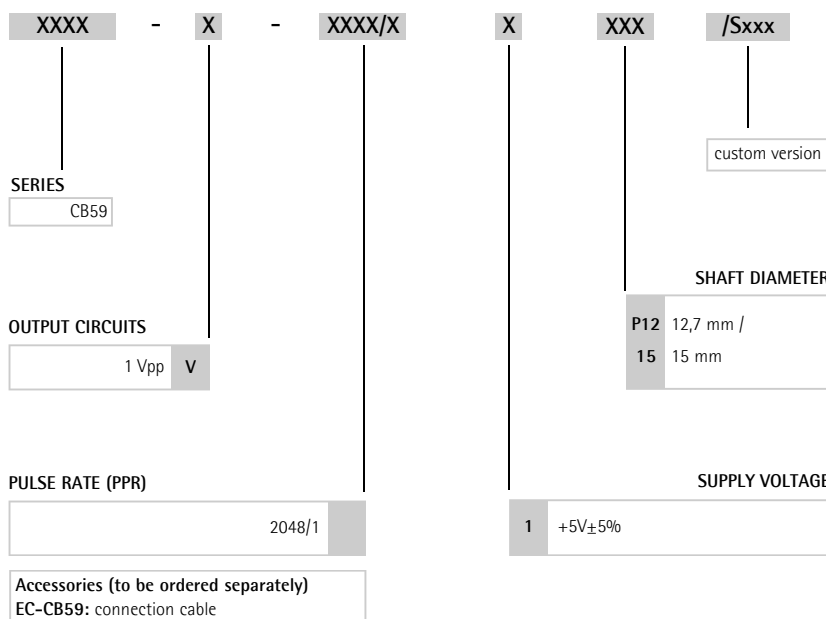 XXXX - X - XXXX/X X XXX /Sxxx
custom version
SERIES
CB59
SHAFT DIAMETER
P12 12,7 mm /
15 15 mm
OUTPUT CIRCUITS
1 Vpp V
PULSE RATE (PPR)
2048/1
SUPPLY VOLTAGE
1 +5V±5%
Accessories (to be ordered separately)
EC-CB59: connection cable